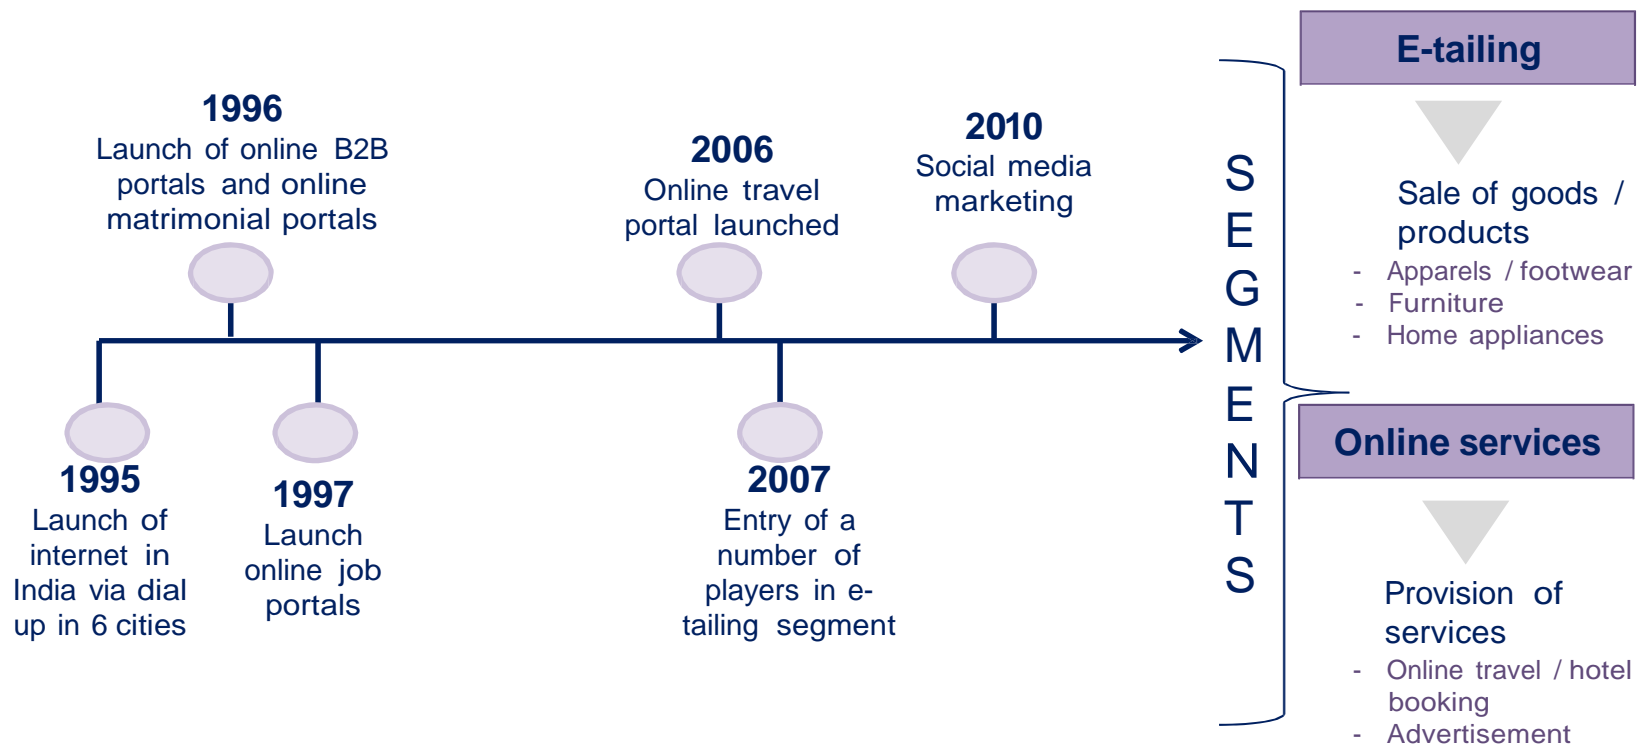 1996
Launch of online B2B
portals and online
matrimonial portals
2006
Online travel
portal launched
2010
Social media
marketing
1995
Launch of
internet in
India via dial
up in 6 cities
1997
Launch
online job
portals
2007
Entry of a
number of
players in e-
tailing segment
S
E
G
M
E
N
T
S
E-tailing
Sale of goods /
products
- Apparels / footwear
- Furniture
- Home appliances
Online services
Provision of
services
- Online travel / hotel
booking
- Advertisement